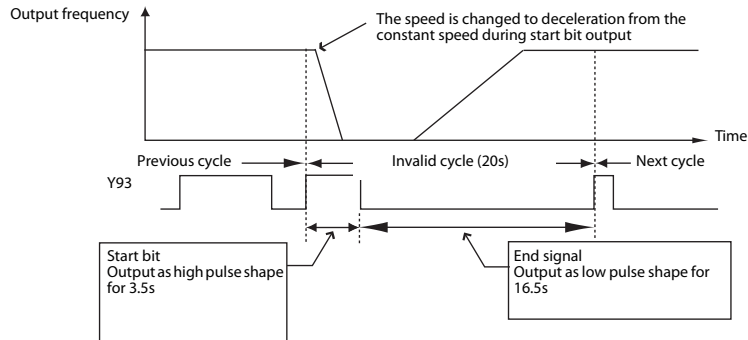 Output frequency
The speed is changed to deceleration from the
constant speed during start bit output
Time
Previous cycle
Invalid cycle (20s)
Next cycle
Y93
Start bit
Output as high pulse shape
for 3.5s
End signal
Output as low pulse shape for
16.5s